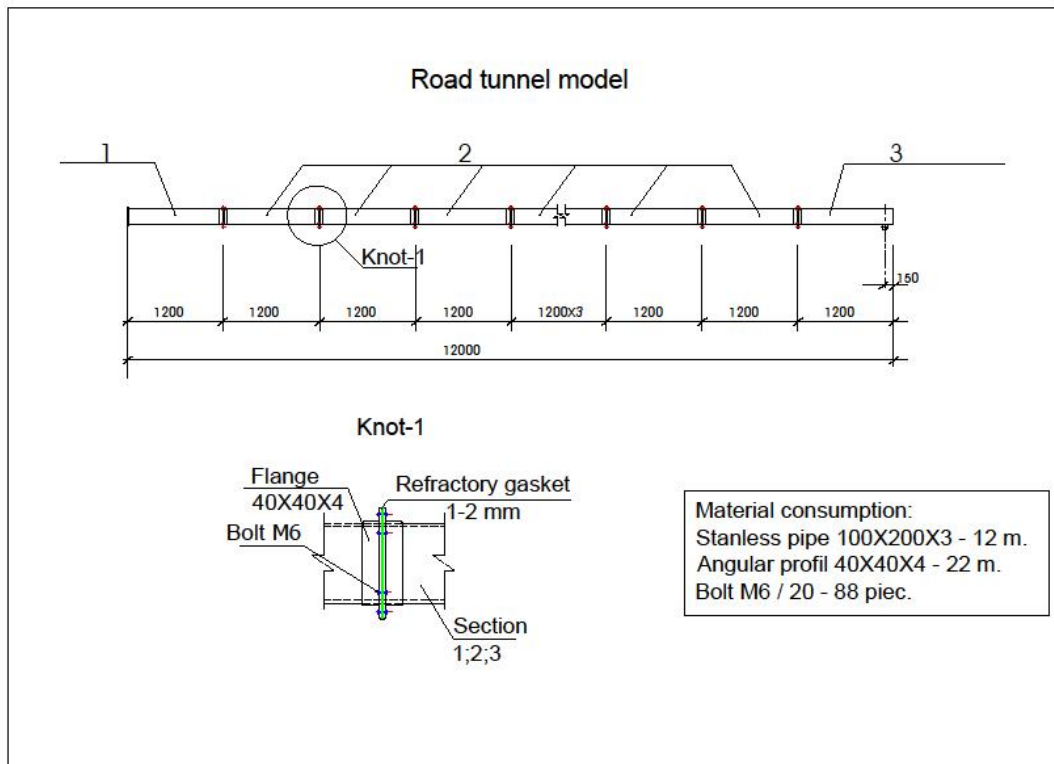 Road tunnel model
1
2
3
Knot-1
150
1200
1200
1200
1200
1200X3
1200
1200
1200
12000
Knot-1
Flange
40X40X4
Bolt M6
Refractory gasket
1-2 mm
Section
1;2;3
Material consumption:
Stanless pipe 100X200X3 - 12 m.
Angular profil 40X40X4 - 22 m.
Bolt M6 / 20 - 88 piec.